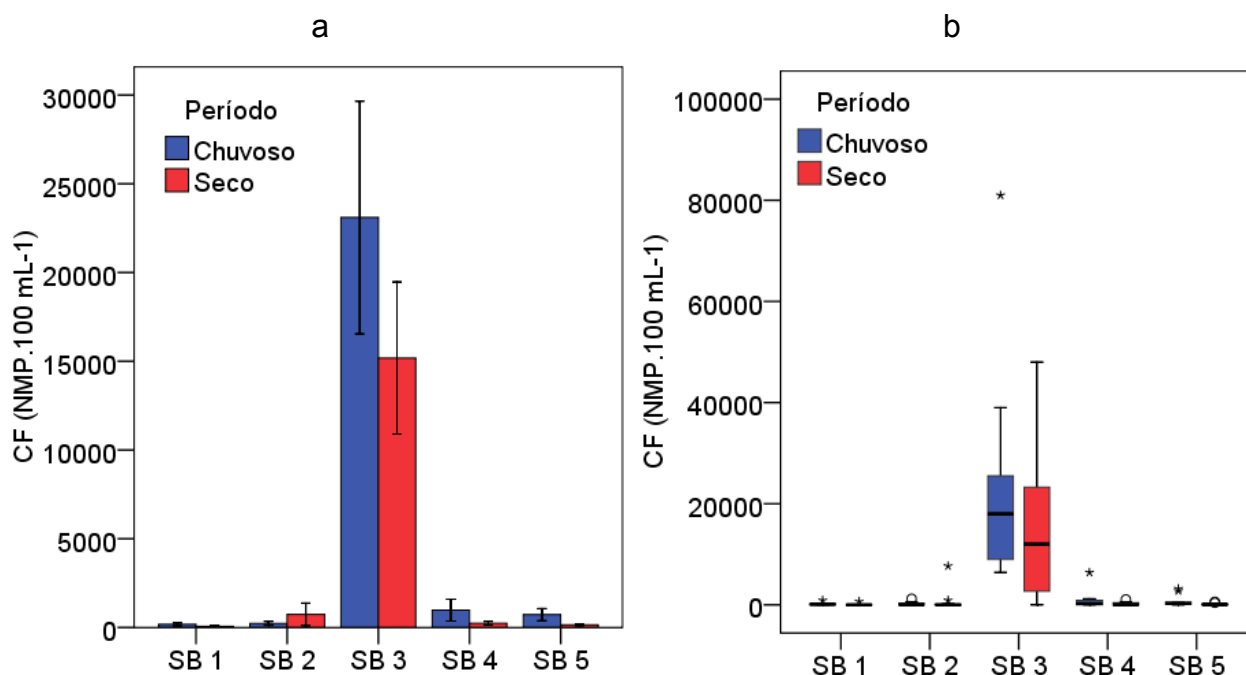 a
30000
25000
20000
15000
10000
5000
0
CF (NMP.100 mL-1)
Período
Chuvoso
Seco
SB 1
SB 2
SB 3
SB 4
SB 5
b
100000
80000
60000
40000
20000
0
CF (NMP.100 mL-1)
Período
Chuvoso
Seco
SB 1
SB 2
SB 3
SB 4
SB 5